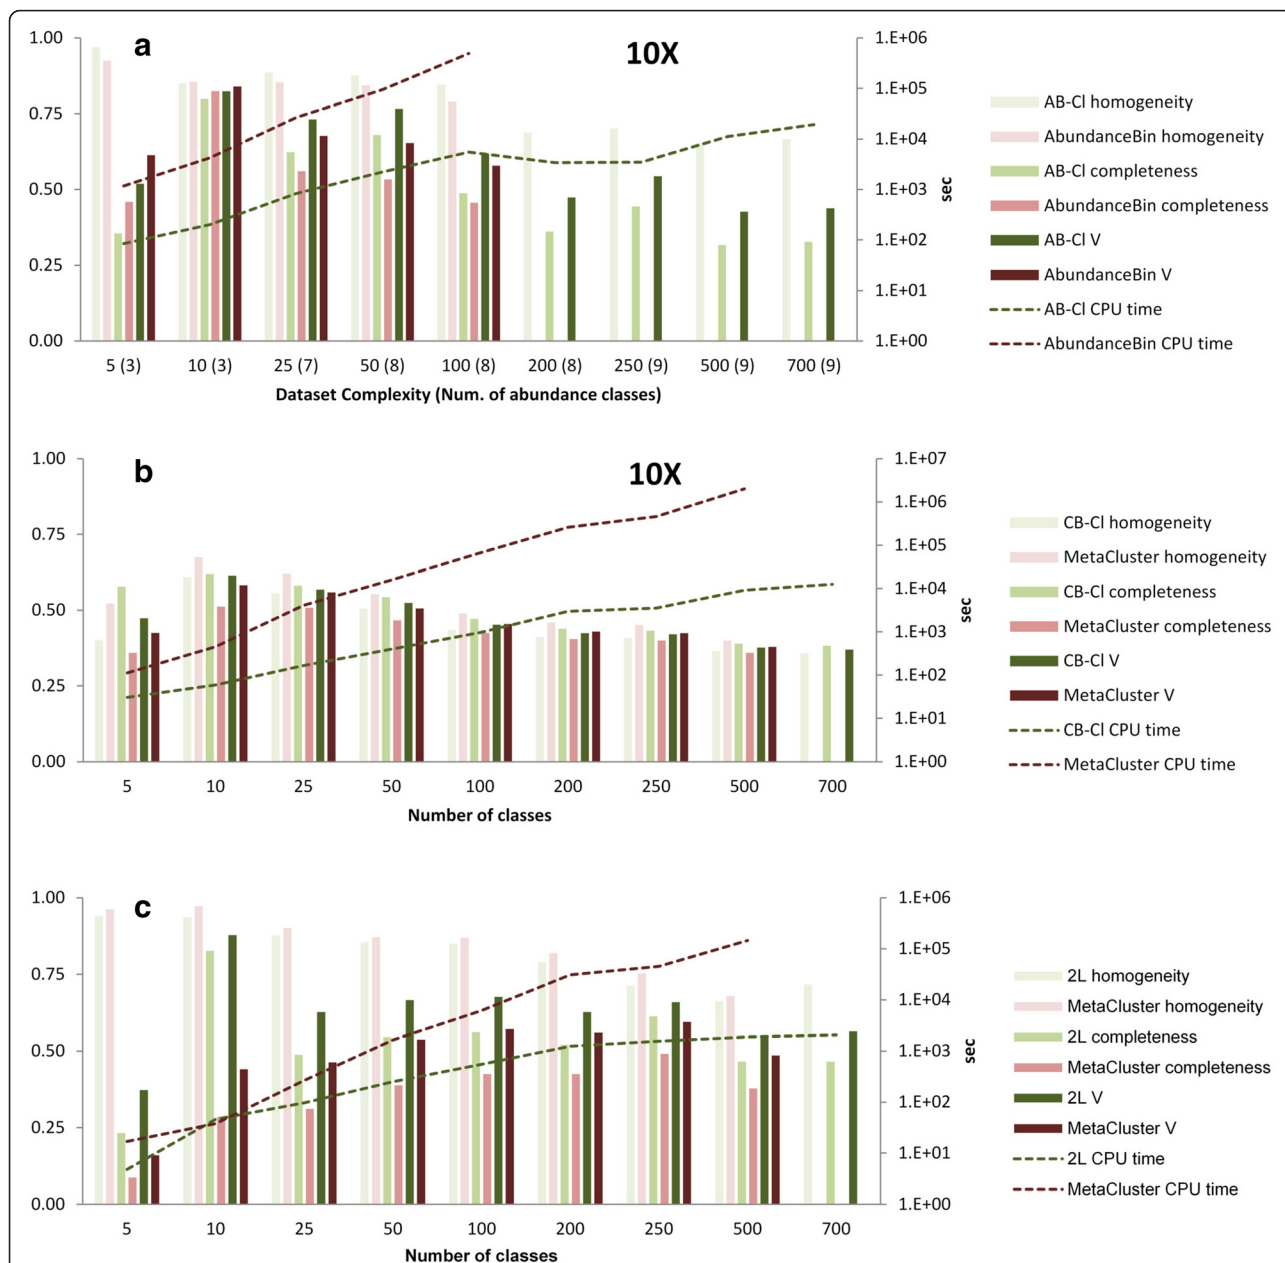 a
10X
1.00
0.75
0.50
0.25
0.00
1.E+06
1.E+05
1.E+04
1.E+03
1.E+02
1.E+01
1.E+00
sec
5 (3) 10 (3) 25 (7) 50 (8) 100 (8) 200 (8) 250 (9) 500 (9) 700 (9)
Dataset Complexity (Num. of abundance classes)
AB-Cl homogeneity
AbundanceBin homogeneity
AB-Cl completeness
AbundanceBin completeness
AB-Cl V
AbundanceBin V
AB-Cl CPU time
AbundanceBin CPU time
b
10X
1.00
0.75
0.50
0.25
0.00
1.E+07
1.E+06
1.E+05
1.E+04
1.E+03
1.E+02
1.E+01
1.E+00
sec
5 10 25 50 100 200 250 500 700
Number of classes
CB-Cl homogeneity
MetaCluster homogeneity
CB-Cl completeness
MetaCluster completeness
CB-Cl V
MetaCluster V
CB-Cl CPU time
MetaCluster CPU time
c
1.00
0.75
0.50
0.25
0.00
1.E+06
1.E+05
1.E+04
1.E+03
1.E+02
1.E+01
1.E+00
sec
5 10 25 50 100 200 250 500 700
Number of classes
2L homogeneity
MetaCluster homogeneity
2L completeness
MetaCluster completeness
2L V
MetaCluster V
2L CPU time
MetaCluster CPU time